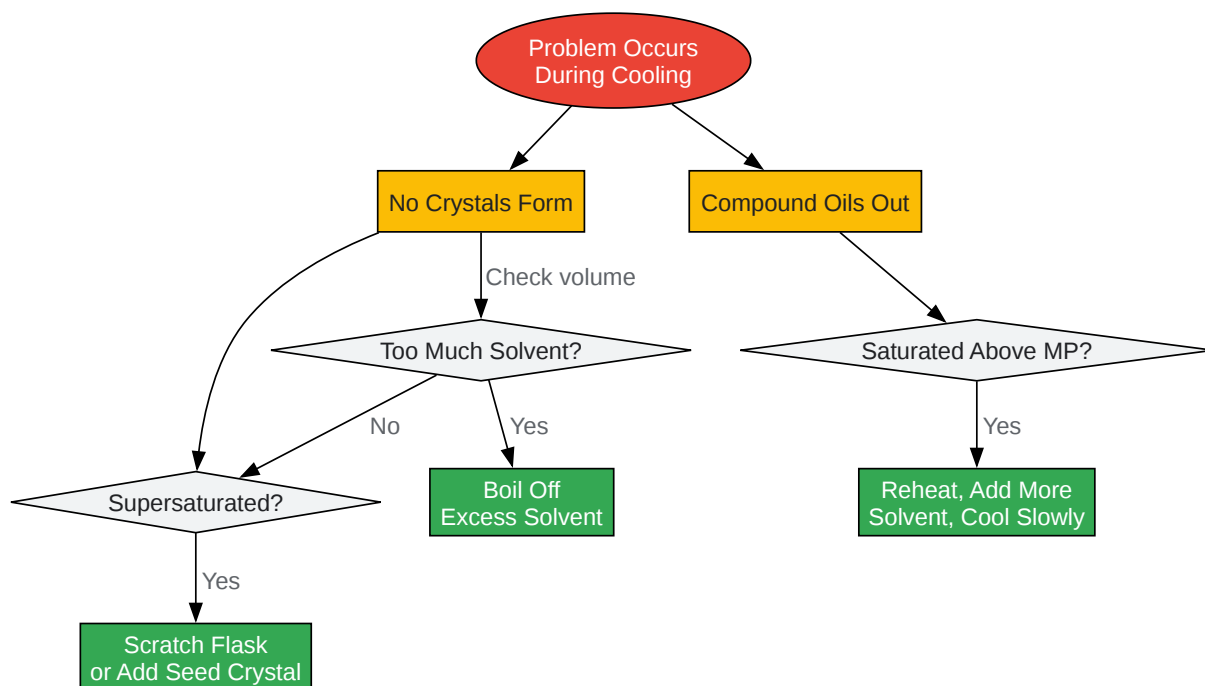 Problem Occurs
During Cooling
No Crystals Form
Compound Oils Out
Check volume
Too Much Solvent?
Saturated Above MP?
No
Yes
Yes
Supersaturated?
Boil Off
Excess Solvent
Reheat, Add More
Solvent, Cool Slowly
Yes
Scratch Flask
or Add Seed Crystal